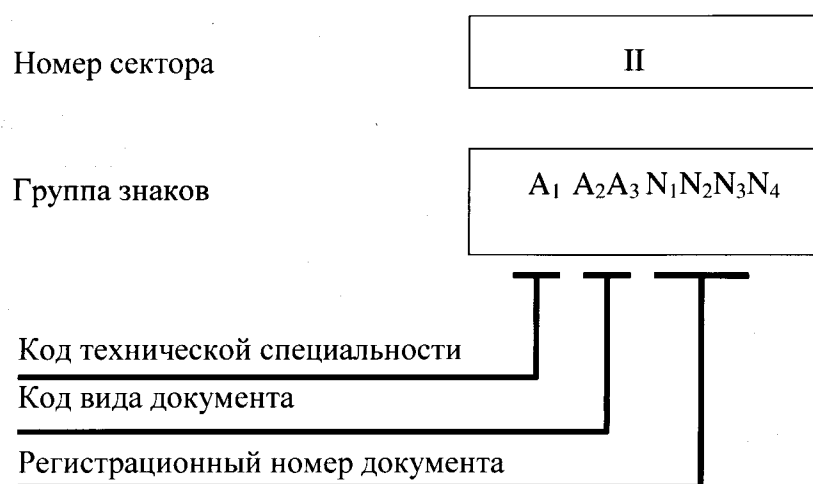 Номер сектора II
Группа знаков A₁ A₂A₃ N₁N₂N₃N₄
Код технической специальности
Код вида документа
Регистрационный номер документа